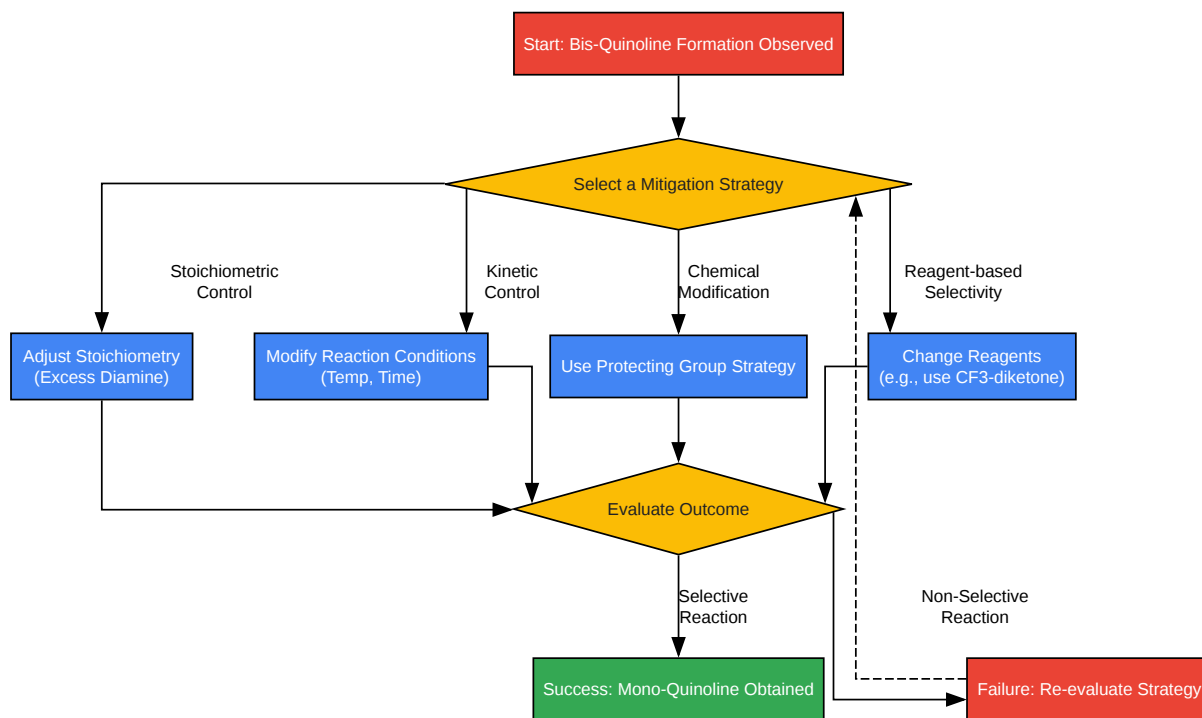 Start: Bis-Quinoline Formation Observed
Select a Mitigation Strategy
Stoichiometric
Control
Kinetic
Control
Chemical
Modification
Reagent-based
Selectivity
Adjust Stoichiometry
(Excess Diamine)
Modify Reaction Conditions
(Temp, Time)
Use Protecting Group Strategy
Change Reagents
(e.g., use CF3-diketone)
Evaluate Outcome
Selective
Reaction
Non-Selective
Reaction
Success: Mono-Quinoline Obtained
Failure: Re-evaluate Strategy